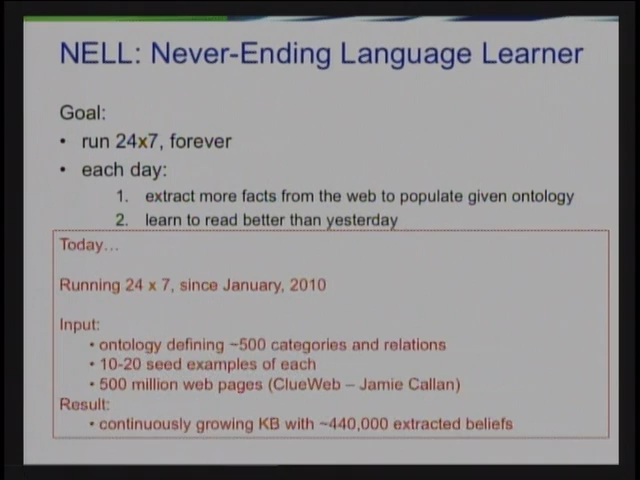 NELL: Never-Ending Language Learner
Goal:
• run 24x7, forever
• each day:
1. extract more facts from the web to populate given ontology
2. learn to read better than yesterday
Today…
Running 24 x 7, since January, 2010
Input:
• ontology defining ~500 categories and relations
• 10-20 seed examples of each
• 500 million web pages (ClueWeb – Jamie Callan)
Result:
• continuously growing KB with ~440,000 extracted beliefs